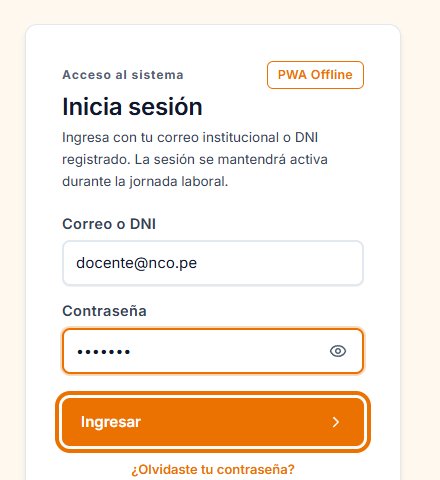 Acceso al sistema
PWA Offline
Inicia sesión
Ingresa con tu correo institucional o DNI
registrado. La sesión se mantendrá activa
durante la jornada laboral.
Correo o DNI
docente@nco.pe
Contraseña
•••••••
Ingresar
¿Olvidaste tu contraseña?